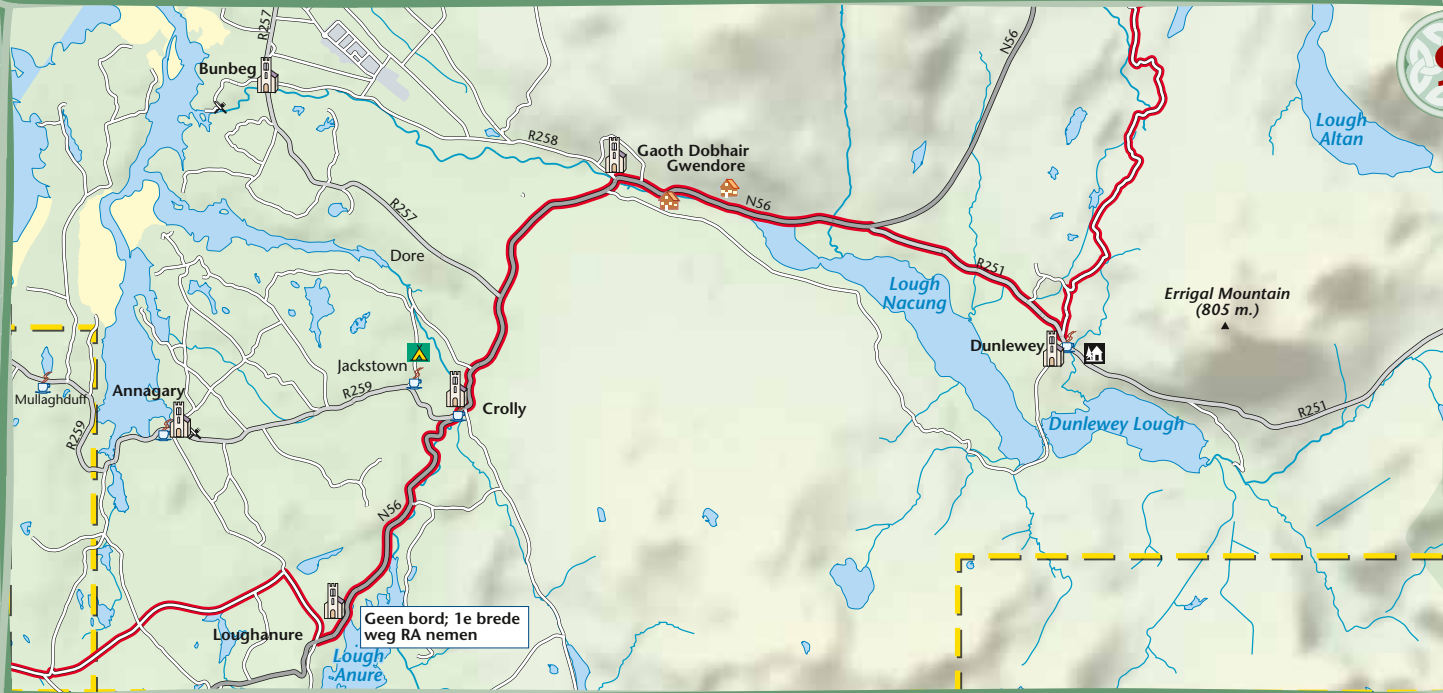 R257
Bunbeg
N56
Lough
Altan
R258
Gaoth Dobhair
Gwendore
N56
R257
Dore
R251
Lough
Nacung
Errigal Mountain
(805 m.)
Dunlewey
Jackstown
Mullaghduff
Annagary
R259
Crolly
R259
R251
Dunlewey Lough
N56
Geen bord; 1e brede
weg RA nemen
Loughanure
Lough
Anure